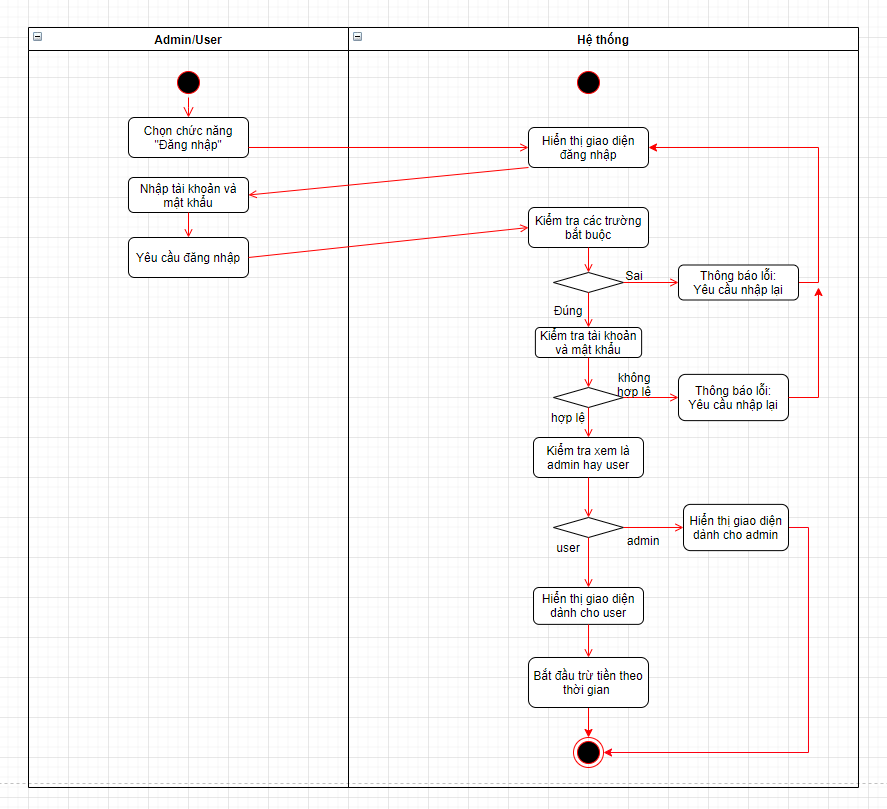 Admin/User
Hệ thống
Chọn chức năng
"Đăng nhập"
Hiển thị giao diện
đăng nhập
Nhập tài khoản và
mật khẩu
Yêu cầu đăng nhập
Kiểm tra các trường
bắt buộc
Sai
Thông báo lỗi:
Yêu cầu nhập lại
Đúng
Kiểm tra tài khoản
và mật khẩu
không
hợp lệ
Thông báo lỗi:
Yêu cầu nhập lại
hợp lệ
Kiểm tra xem là
admin hay user
Hiển thị giao diện
dành cho admin
admin
user
Hiển thị giao diện
dành cho user
Bắt đầu trừ tiền theo
thời gian